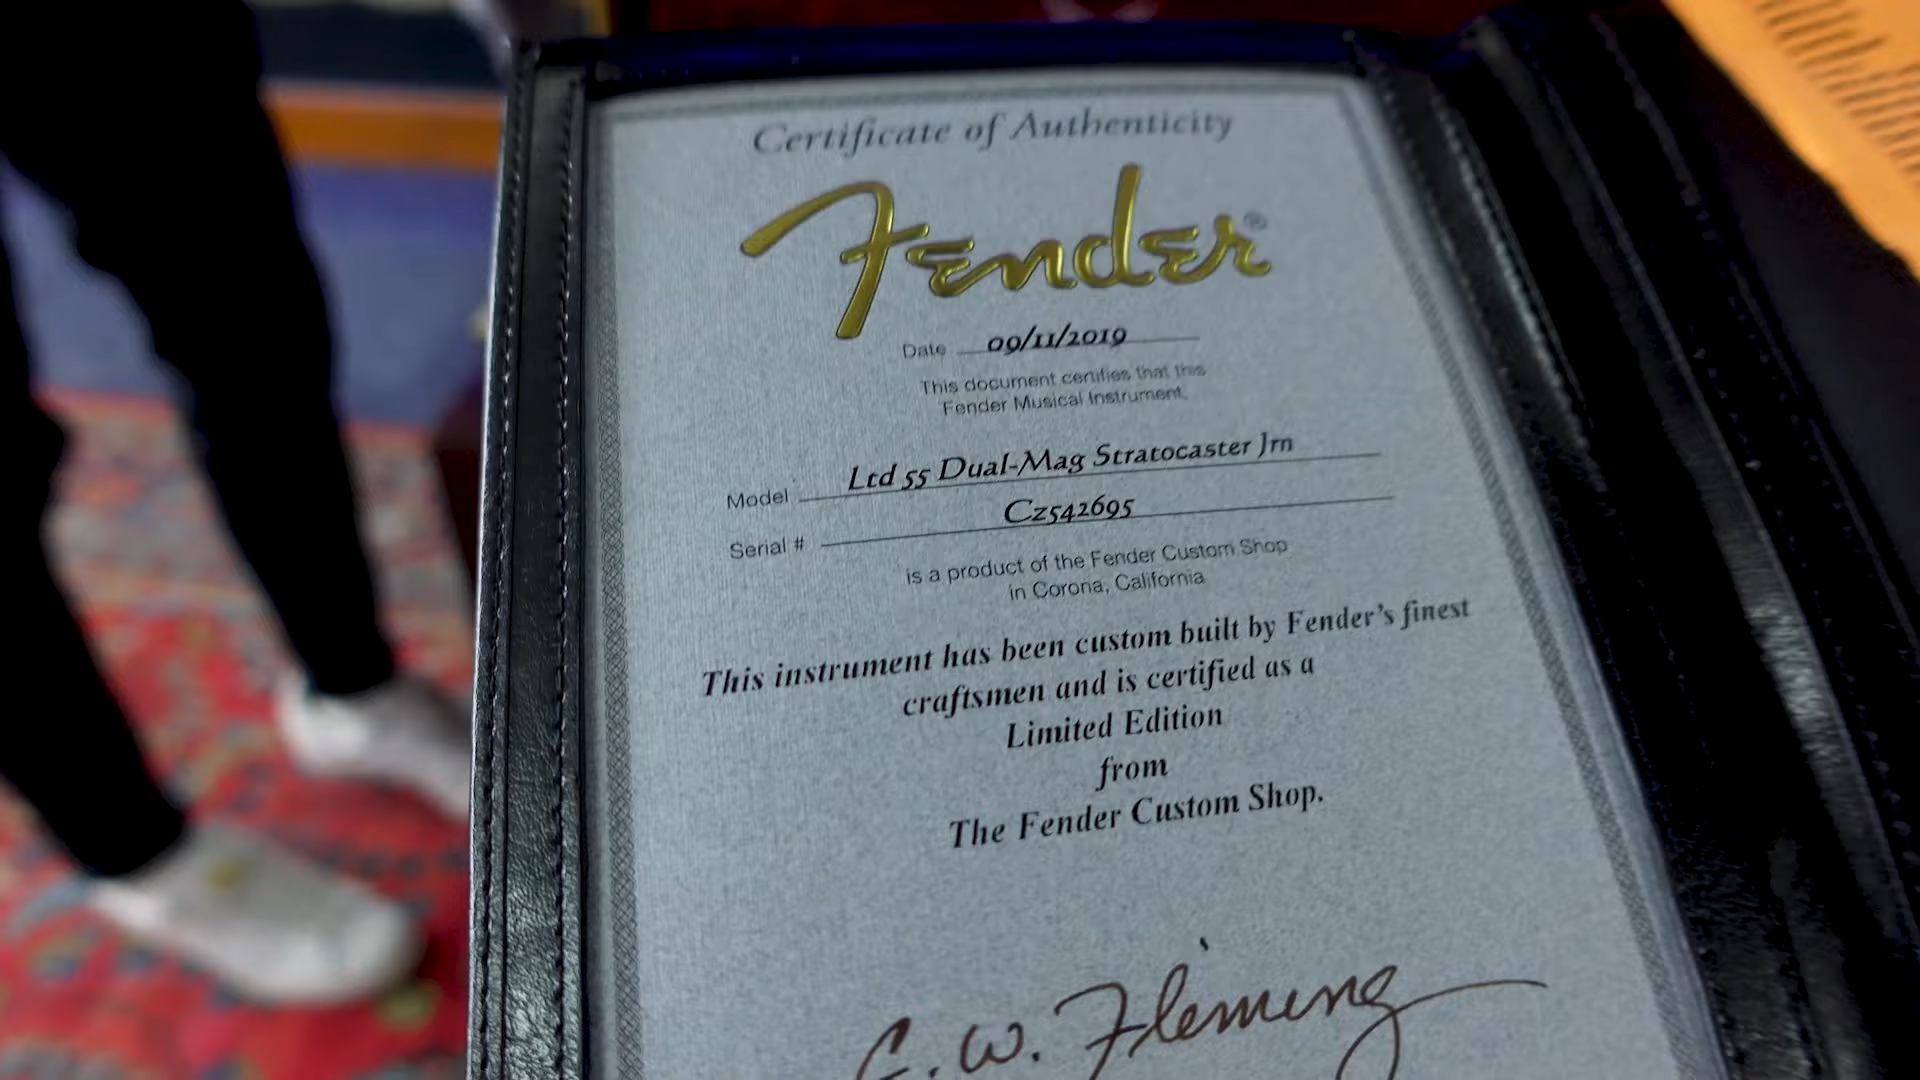 Certificate of Authenticity
Fender®
Date 09/11/2019
This document certifies that this
Fender Musical Instrument,
Model Ltd 55 Dual-Mag Stratocaster Jrn
Serial # Cz542695
is a product of the Fender Custom Shop
in Corona, California
This instrument has been custom built by Fender's finest
craftsmen and is certified as a
Limited Edition
from
The Fender Custom Shop.
C. W. Fleming